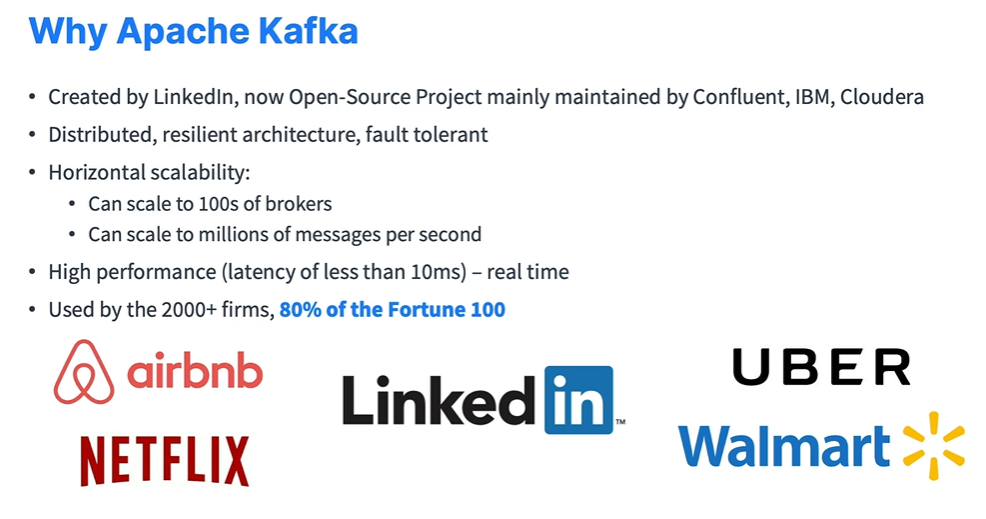 Why Apache Kafka
• Created by LinkedIn, now Open-Source Project mainly maintained by Confluent, IBM, Cloudera
• Distributed, resilient architecture, fault tolerant
• Horizontal scalability:
• Can scale to 100s of brokers
• Can scale to millions of messages per second
• High performance (latency of less than 10ms) – real time
• Used by the 2000+ firms, 80% of the Fortune 100
airbnb
LinkedIn™
UBER
NETFLIX
Walmart